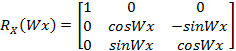 R_X(Wx) = [1 0 0
0 cosWx −sinWx
0 sinWx cosWx]